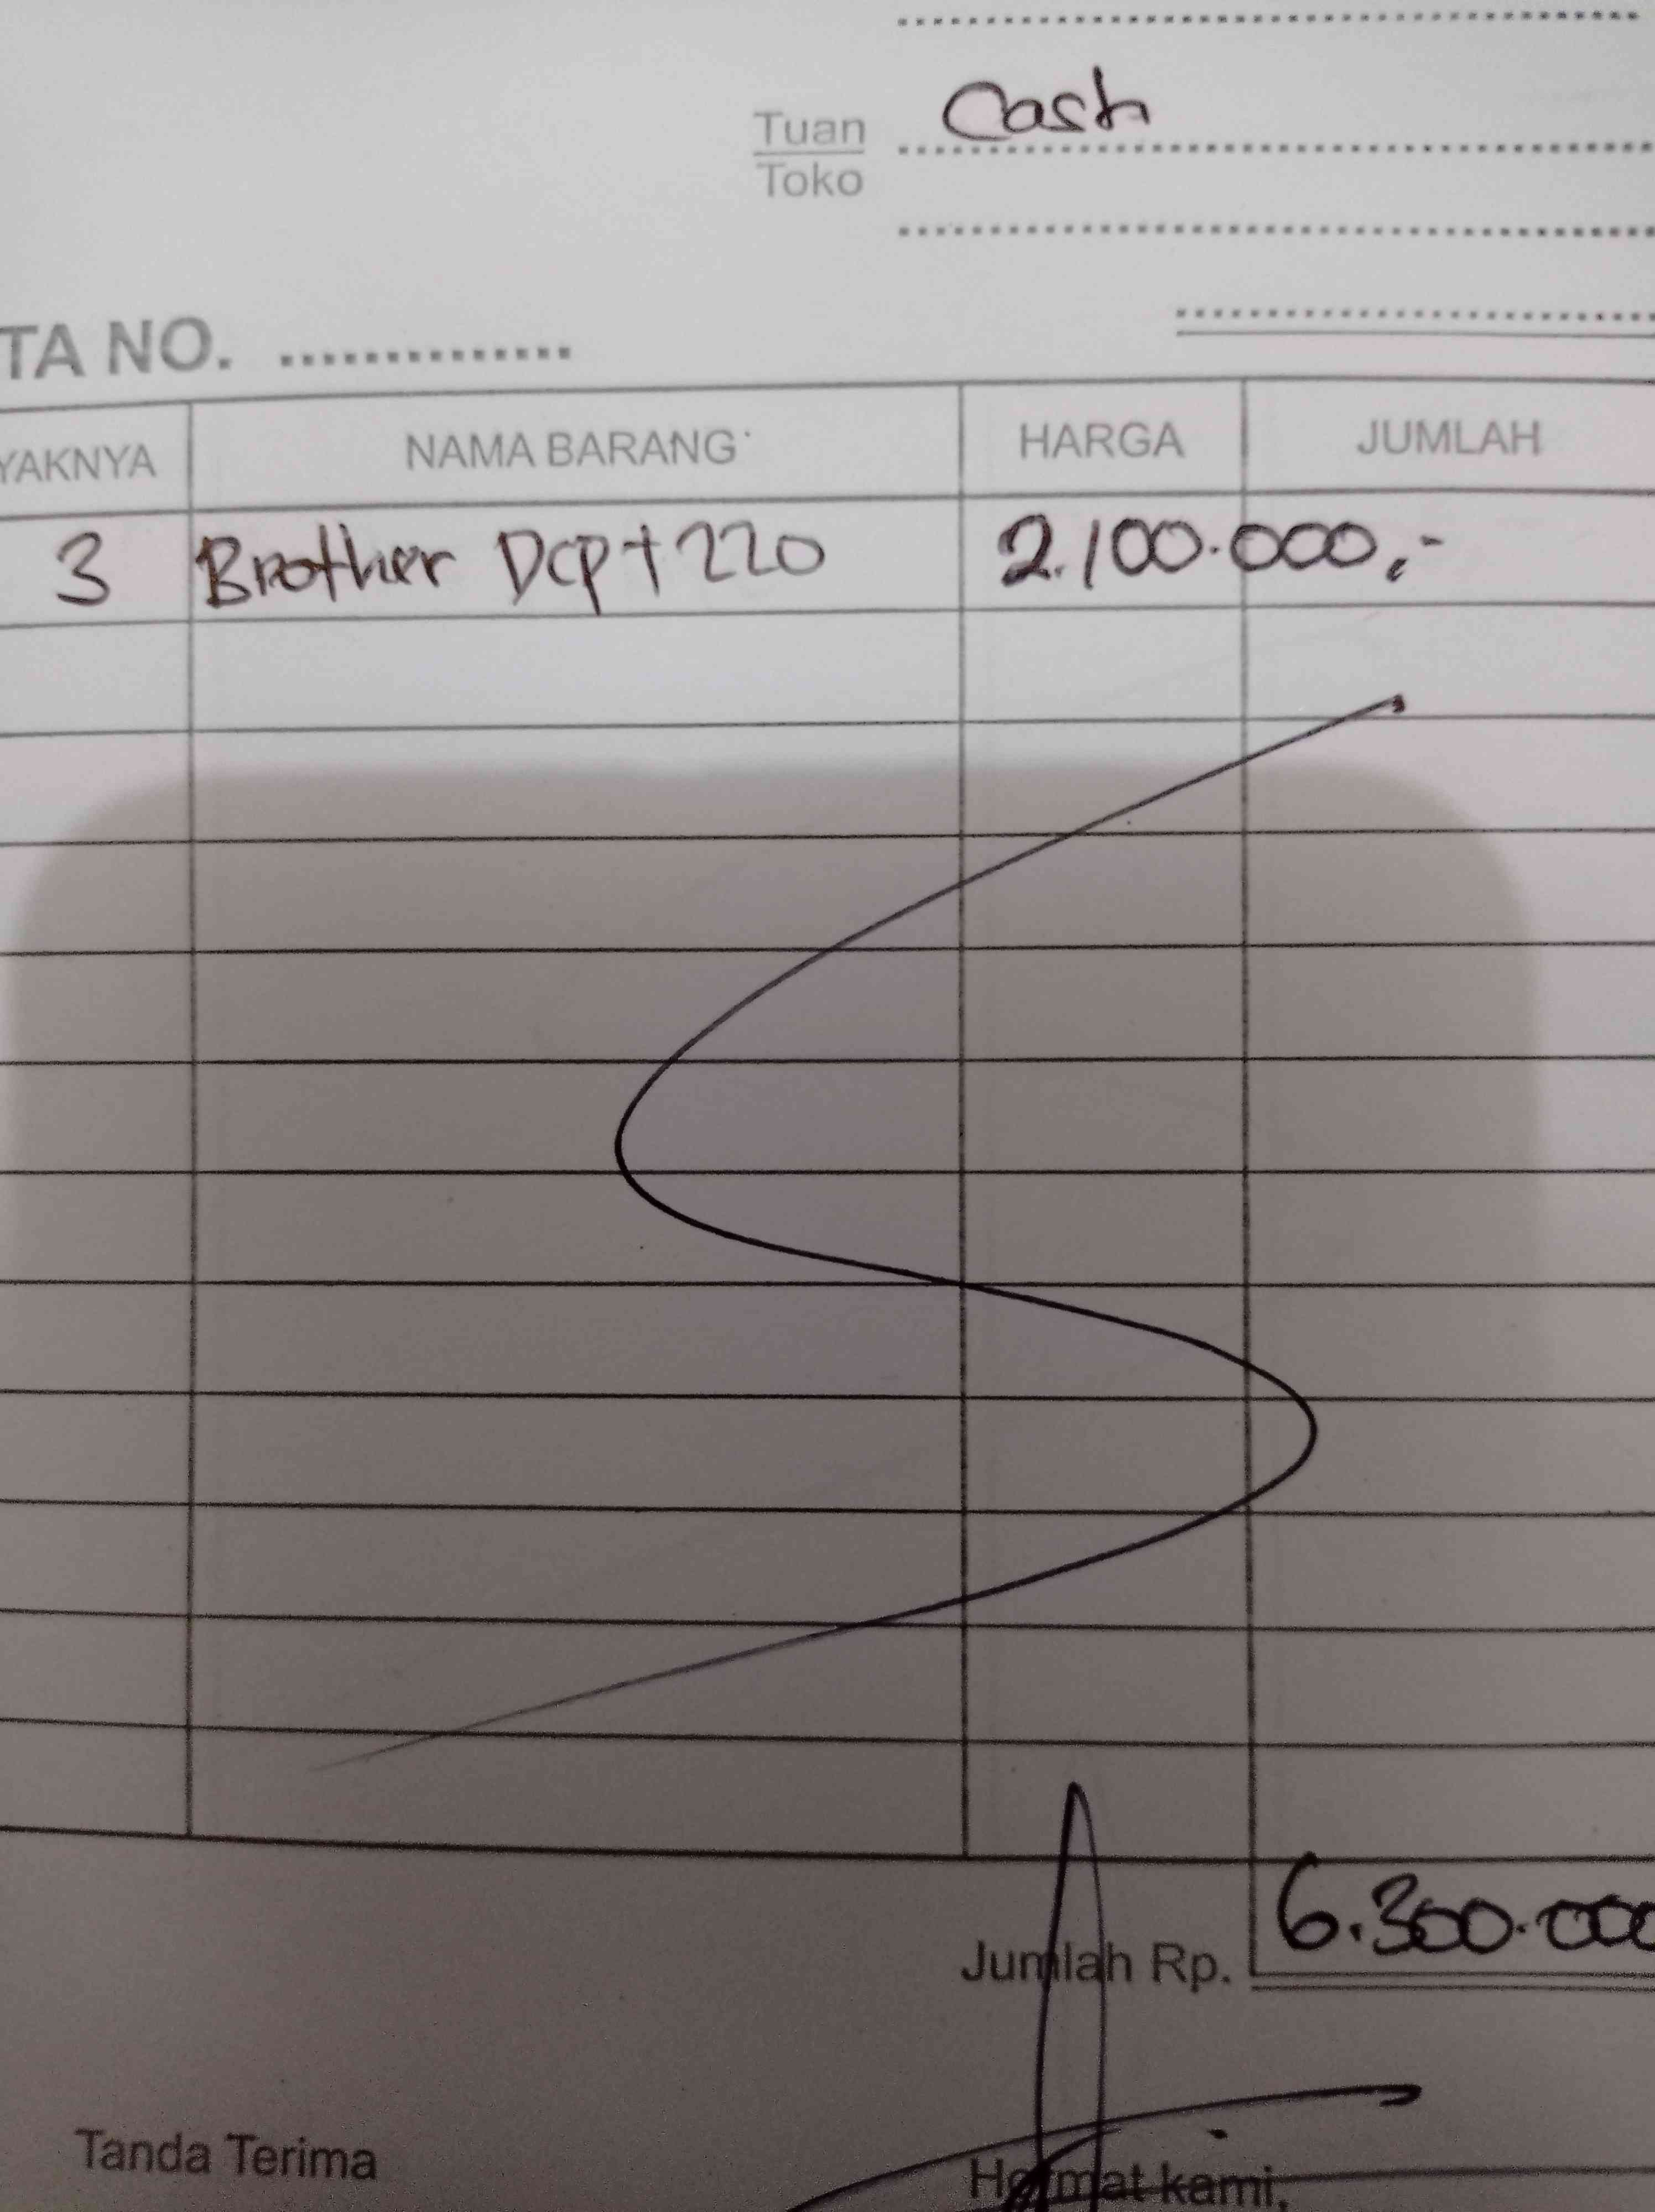 Cash
Tuan
Toko
TA NO. ..............
YAKNYA NAMA BARANG HARGA JUMLAH
3 Brother DCP t 220 2.100.000,-
Jumlah Rp. 6.300.000
Tanda Terima Hormat kami,